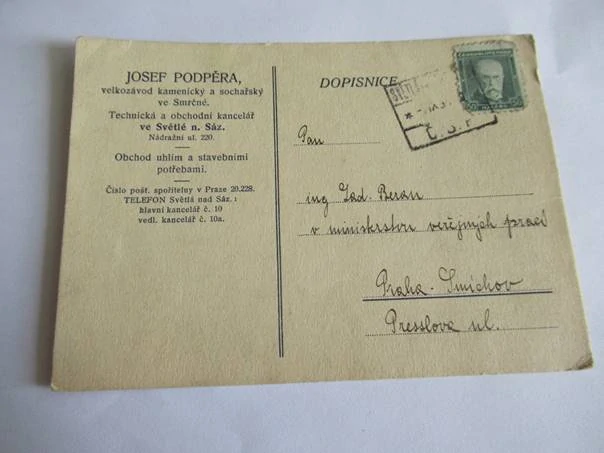 JOSEF PODPĚRA,
velkozávod kamenický a sochařský
ve Smrčné.
Technická a obchodní kancelář
ve Světlé n. Sáz.
Nádražní ul. 220.
Obchod uhlím a stavebními
potřebami.
Číslo pošt. spořitelny v Praze 20.228.
TELEFON Světlá nad Sáz.:
hlavní kancelář č. 10
vedl. kancelář č. 10a.
DOPISNICE
Č. S. P.
Pan
ing Lad. Beran
v ministerstvu veřejných prací
Praha-Smíchov
Presslova ul.